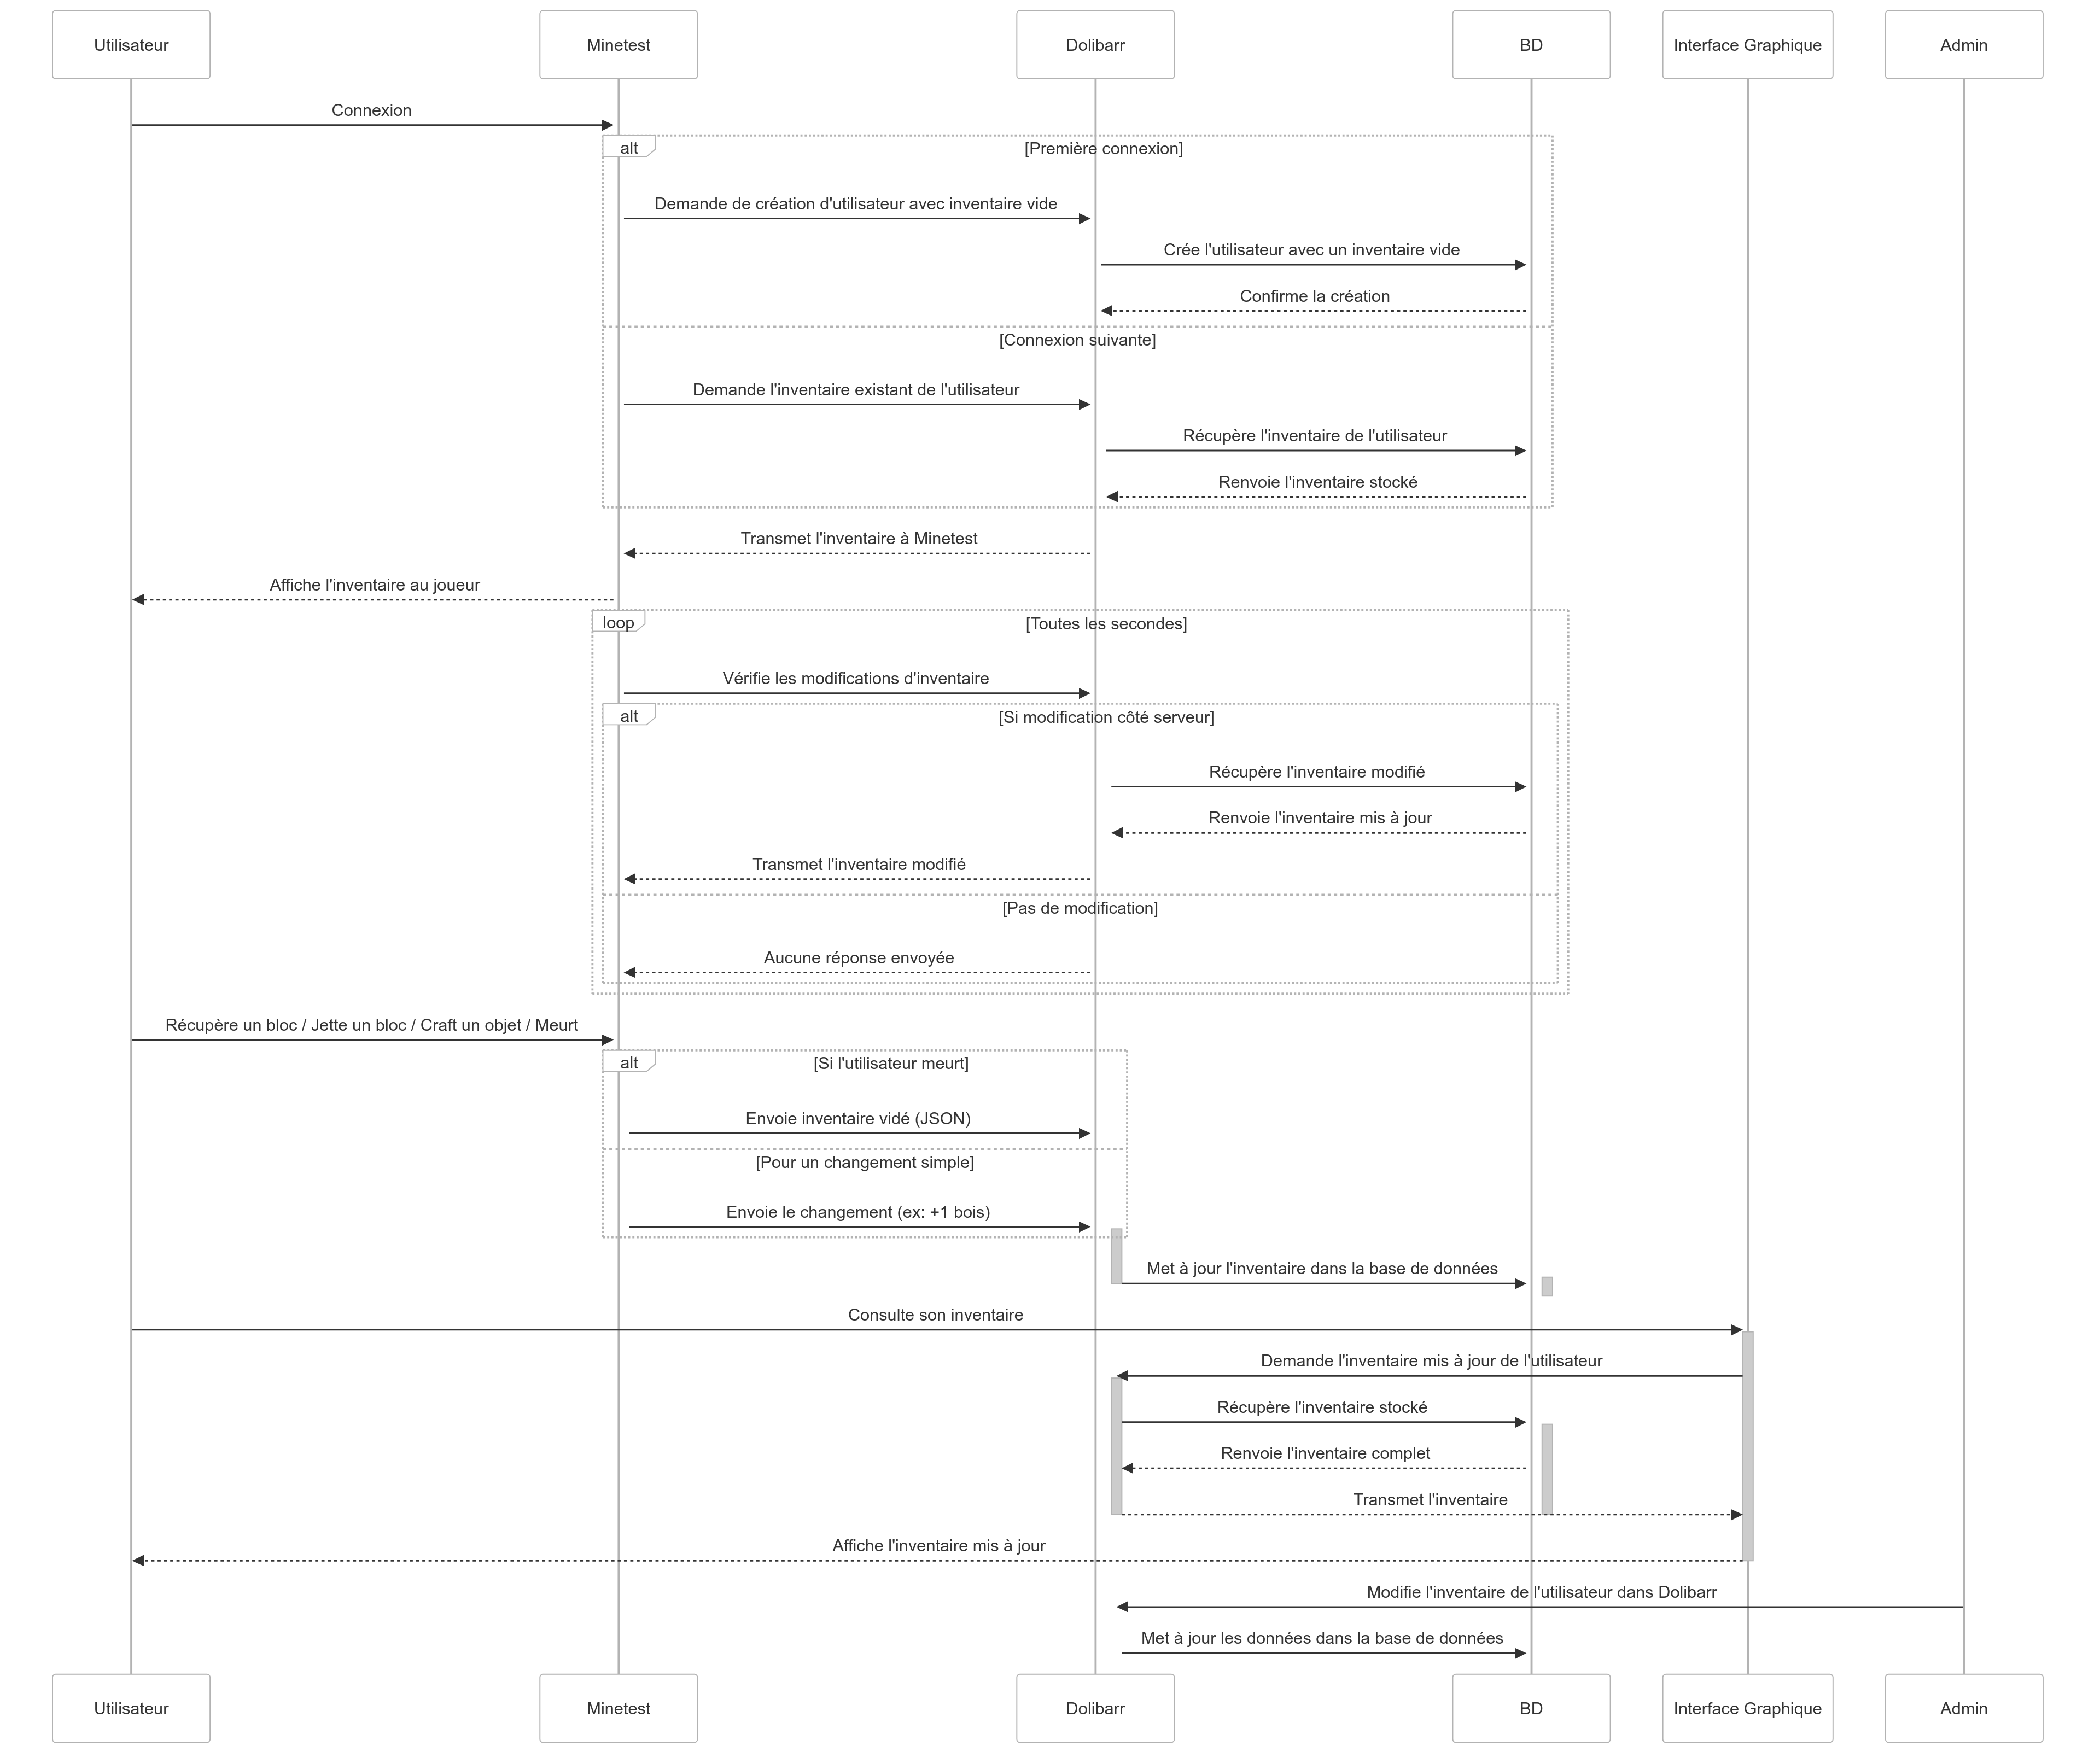 Utilisateur
Minetest
Dolibarr
BD
Interface Graphique
Admin
Connexion
alt
[Première connexion]
Demande de création d'utilisateur avec inventaire vide
Crée l'utilisateur avec un inventaire vide
Confirme la création
[Connexion suivante]
Demande l'inventaire existant de l'utilisateur
Récupère l'inventaire de l'utilisateur
Renvoie l'inventaire stocké
Transmet l'inventaire à Minetest
Affiche l'inventaire au joueur
loop
[Toutes les secondes]
Vérifie les modifications d'inventaire
alt
[Si modification côté serveur]
Récupère l'inventaire modifié
Renvoie l'inventaire mis à jour
Transmet l'inventaire modifié
[Pas de modification]
Aucune réponse envoyée
Récupère un bloc / Jette un bloc / Craft un objet / Meurt
alt
[Si l'utilisateur meurt]
Envoie inventaire vidé (JSON)
[Pour un changement simple]
Envoie le changement (ex: +1 bois)
Met à jour l'inventaire dans la base de données
Consulte son inventaire
Demande l'inventaire mis à jour de l'utilisateur
Récupère l'inventaire stocké
Renvoie l'inventaire complet
Transmet l'inventaire
Affiche l'inventaire mis à jour
Modifie l'inventaire de l'utilisateur dans Dolibarr
Met à jour les données dans la base de données
Utilisateur
Minetest
Dolibarr
BD
Interface Graphique
Admin